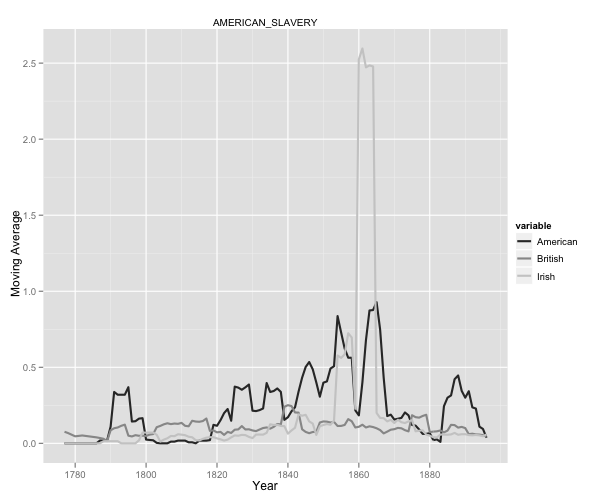 AMERICAN_SLAVERY
2.5
2.0
1.5
1.0
0.5
0.0
Moving Average
1780 1800 1820 1840 1860 1880
Year
variable
American
British
Irish